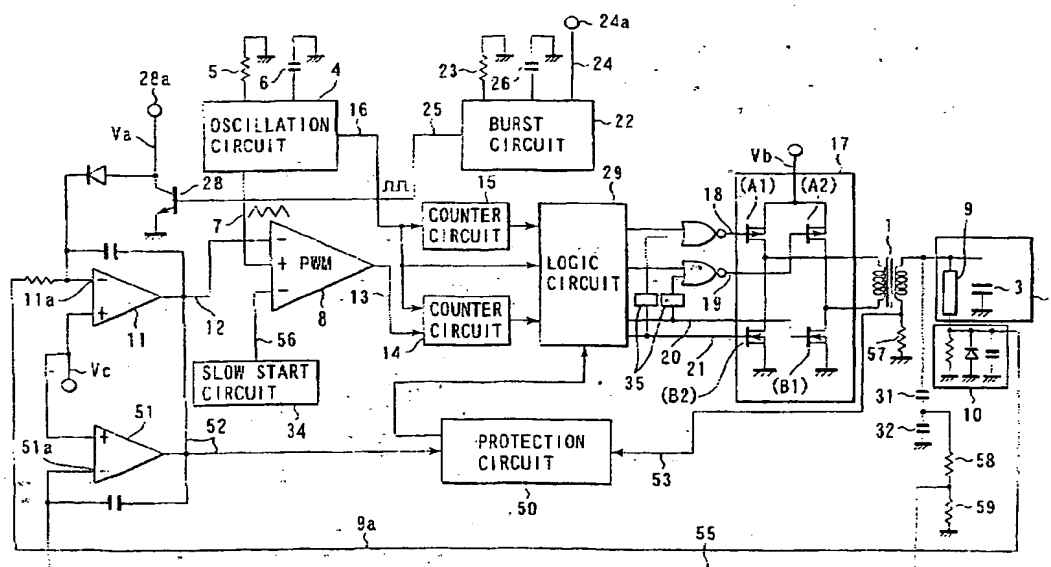 24a
28a
5
6
4
23
26
24
Va
16
25
OSCILLATION
CIRCUIT
BURST
CIRCUIT
22
Vb
17
28
15
29
(A1)
(A2)
18
7
COUNTER
CIRCUIT
1
9
PWM
LOGIC
CIRCUIT
3
11a
11
12
8
13
19
COUNTER
CIRCUIT
14
20
21
57
56
Vc
SLOW START
CIRCUIT
34
35
(B2)
(B1)
31
10
51
52
32
51a
PROTECTION
CIRCUIT
53
58
50
59
9a
55